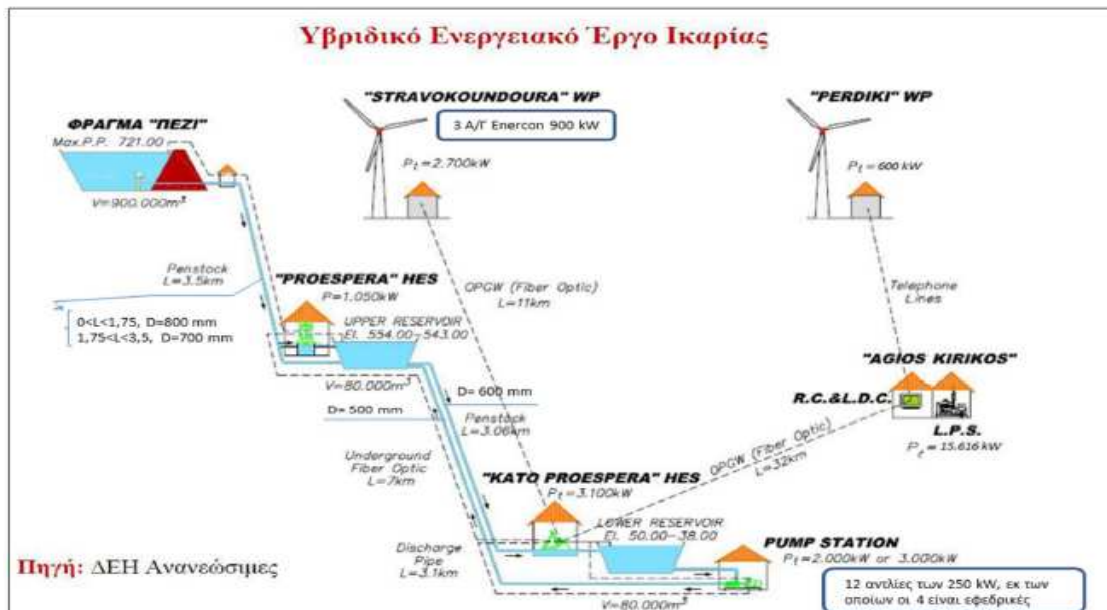 Υβριδικό Ενεργειακό Έργο Ικαρίας
"STRAVOKOUNDOURA" WP
3 Α/Γ Enercon 900 kW
Pt=2.700kW
"PERDIKI" WP
Pt=600 kW
ΦΡΑΓΜΑ "ΠΕΖΙ"
Max.P.P. 721.00
V=900.000m³
Penstock
L=3.5km
0<L<1,75, D=800 mm
1,75<L<3,5, D=700 mm
"PROESPERA" HES
P=1.050kW
UPPER RESERVOIR
El. 554.00-543.00
V=80.000m³
OPGW (Fiber Optic)
L=11km
Telephone
Lines
"AGIOS KIRIKOS"
R.C.&L.D.C.
L.P.S.
Pt=15.616kW
D= 600 mm
D= 500 mm
Penstock
L=3.06km
Underground
Fiber Optic
L=7km
OPGW (Fiber Optic)
L=32km
"KATO PROESPERA" HES
Pt=3.100kW
LOWER RESERVOIR
El. 50.00-38.00
Discharge
Pipe
L=3.1km
V=80.000m³
PUMP STATION
Pt=2.000kW or 3.000kW
12 αντλίες των 250 kW, εκ των
οποίων οι 4 είναι εφεδρικές
Πηγή: ΔΕΗ Ανανεώσιμες